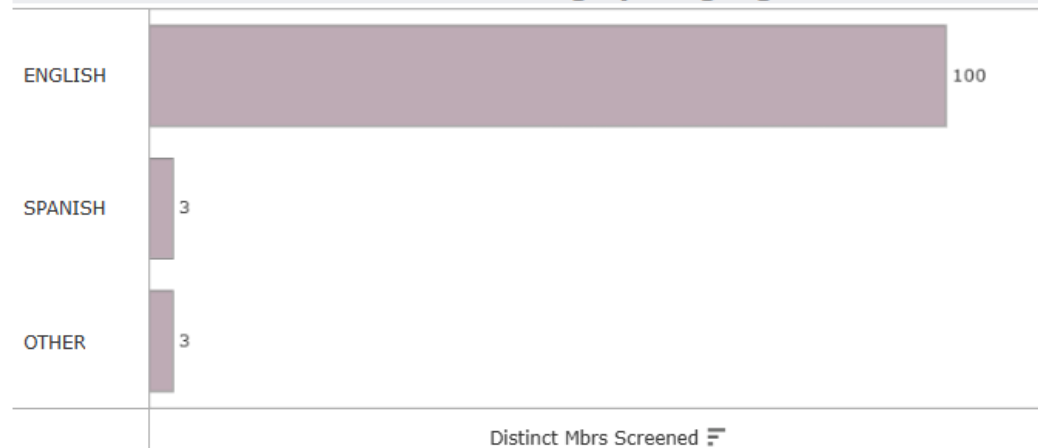 ENGLISH
100
SPANISH
3
OTHER
3
Distinct Mbrs Screened